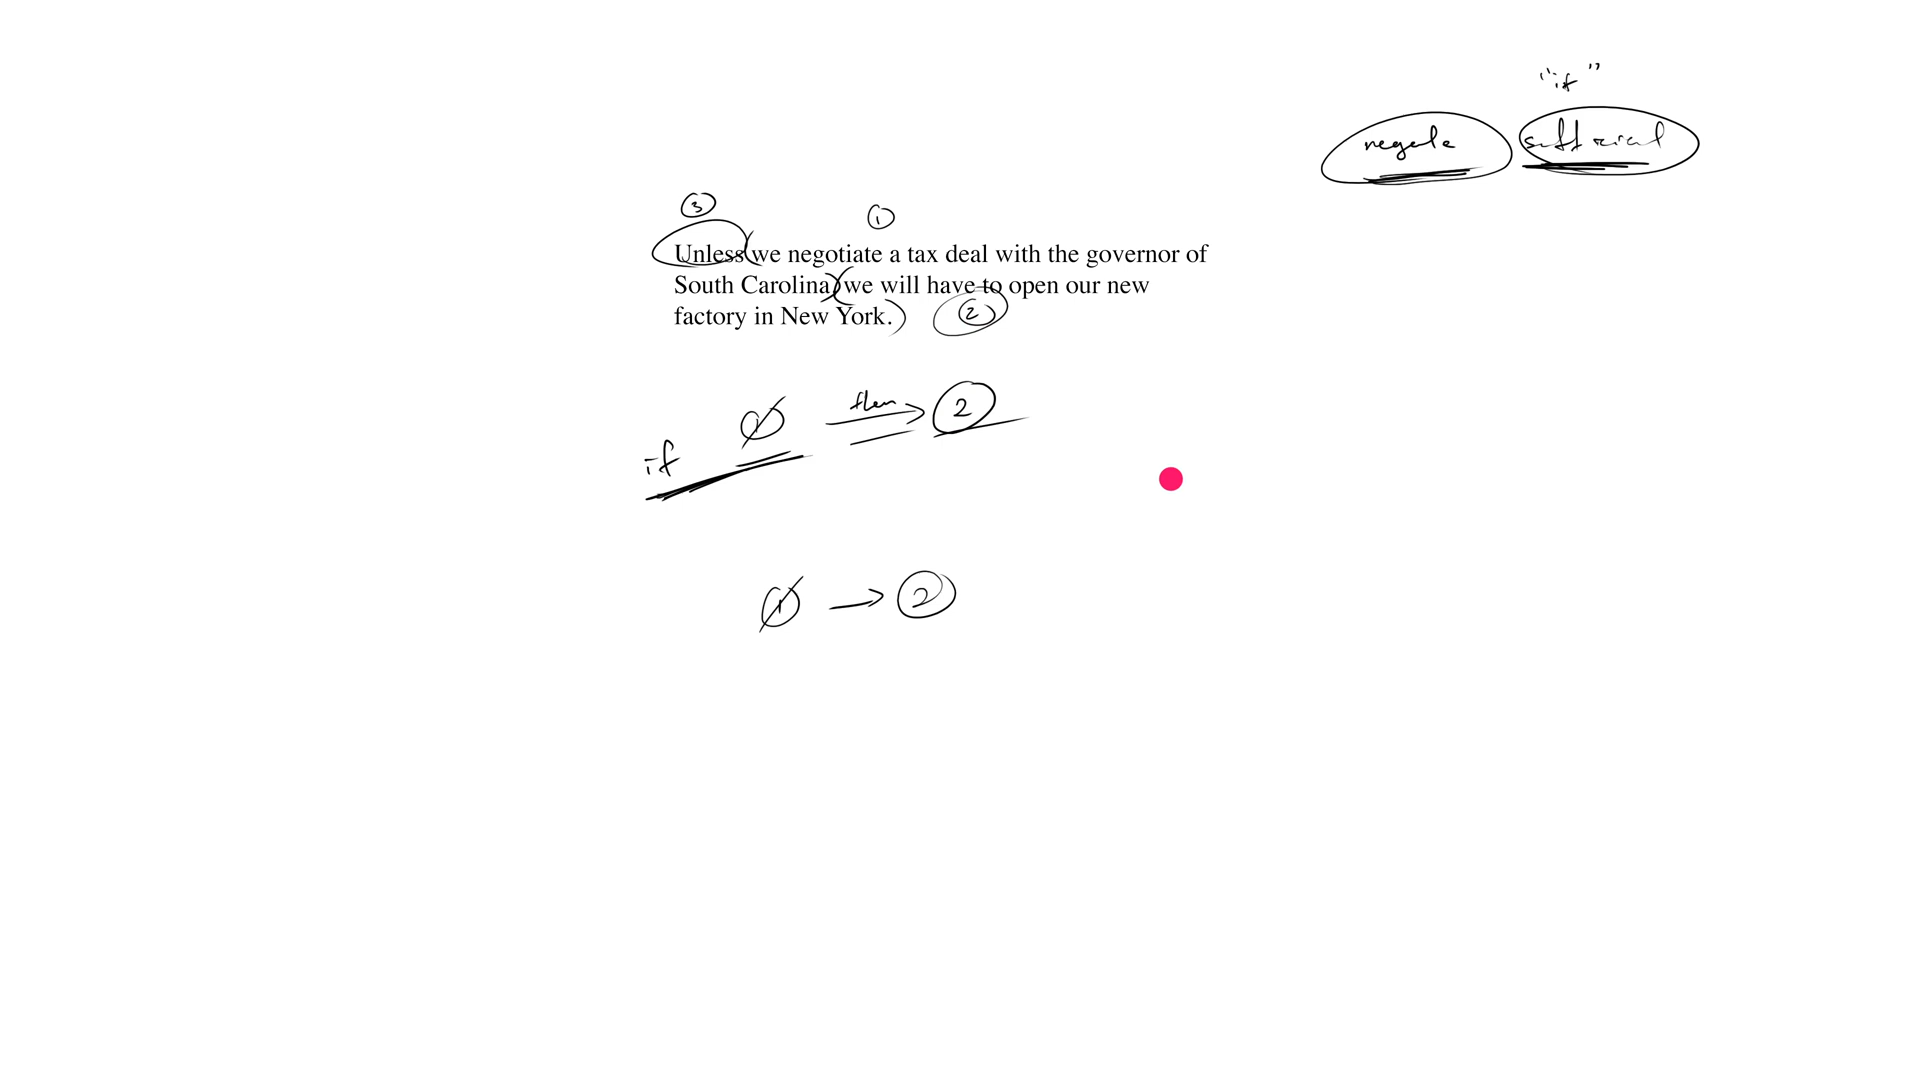 "if"
negate sufficient
3
1
Unless we negotiate a tax deal with the governor of
South Carolina, we will have to open our new
factory in New York.
2
if 1 then → 2
1 → 2